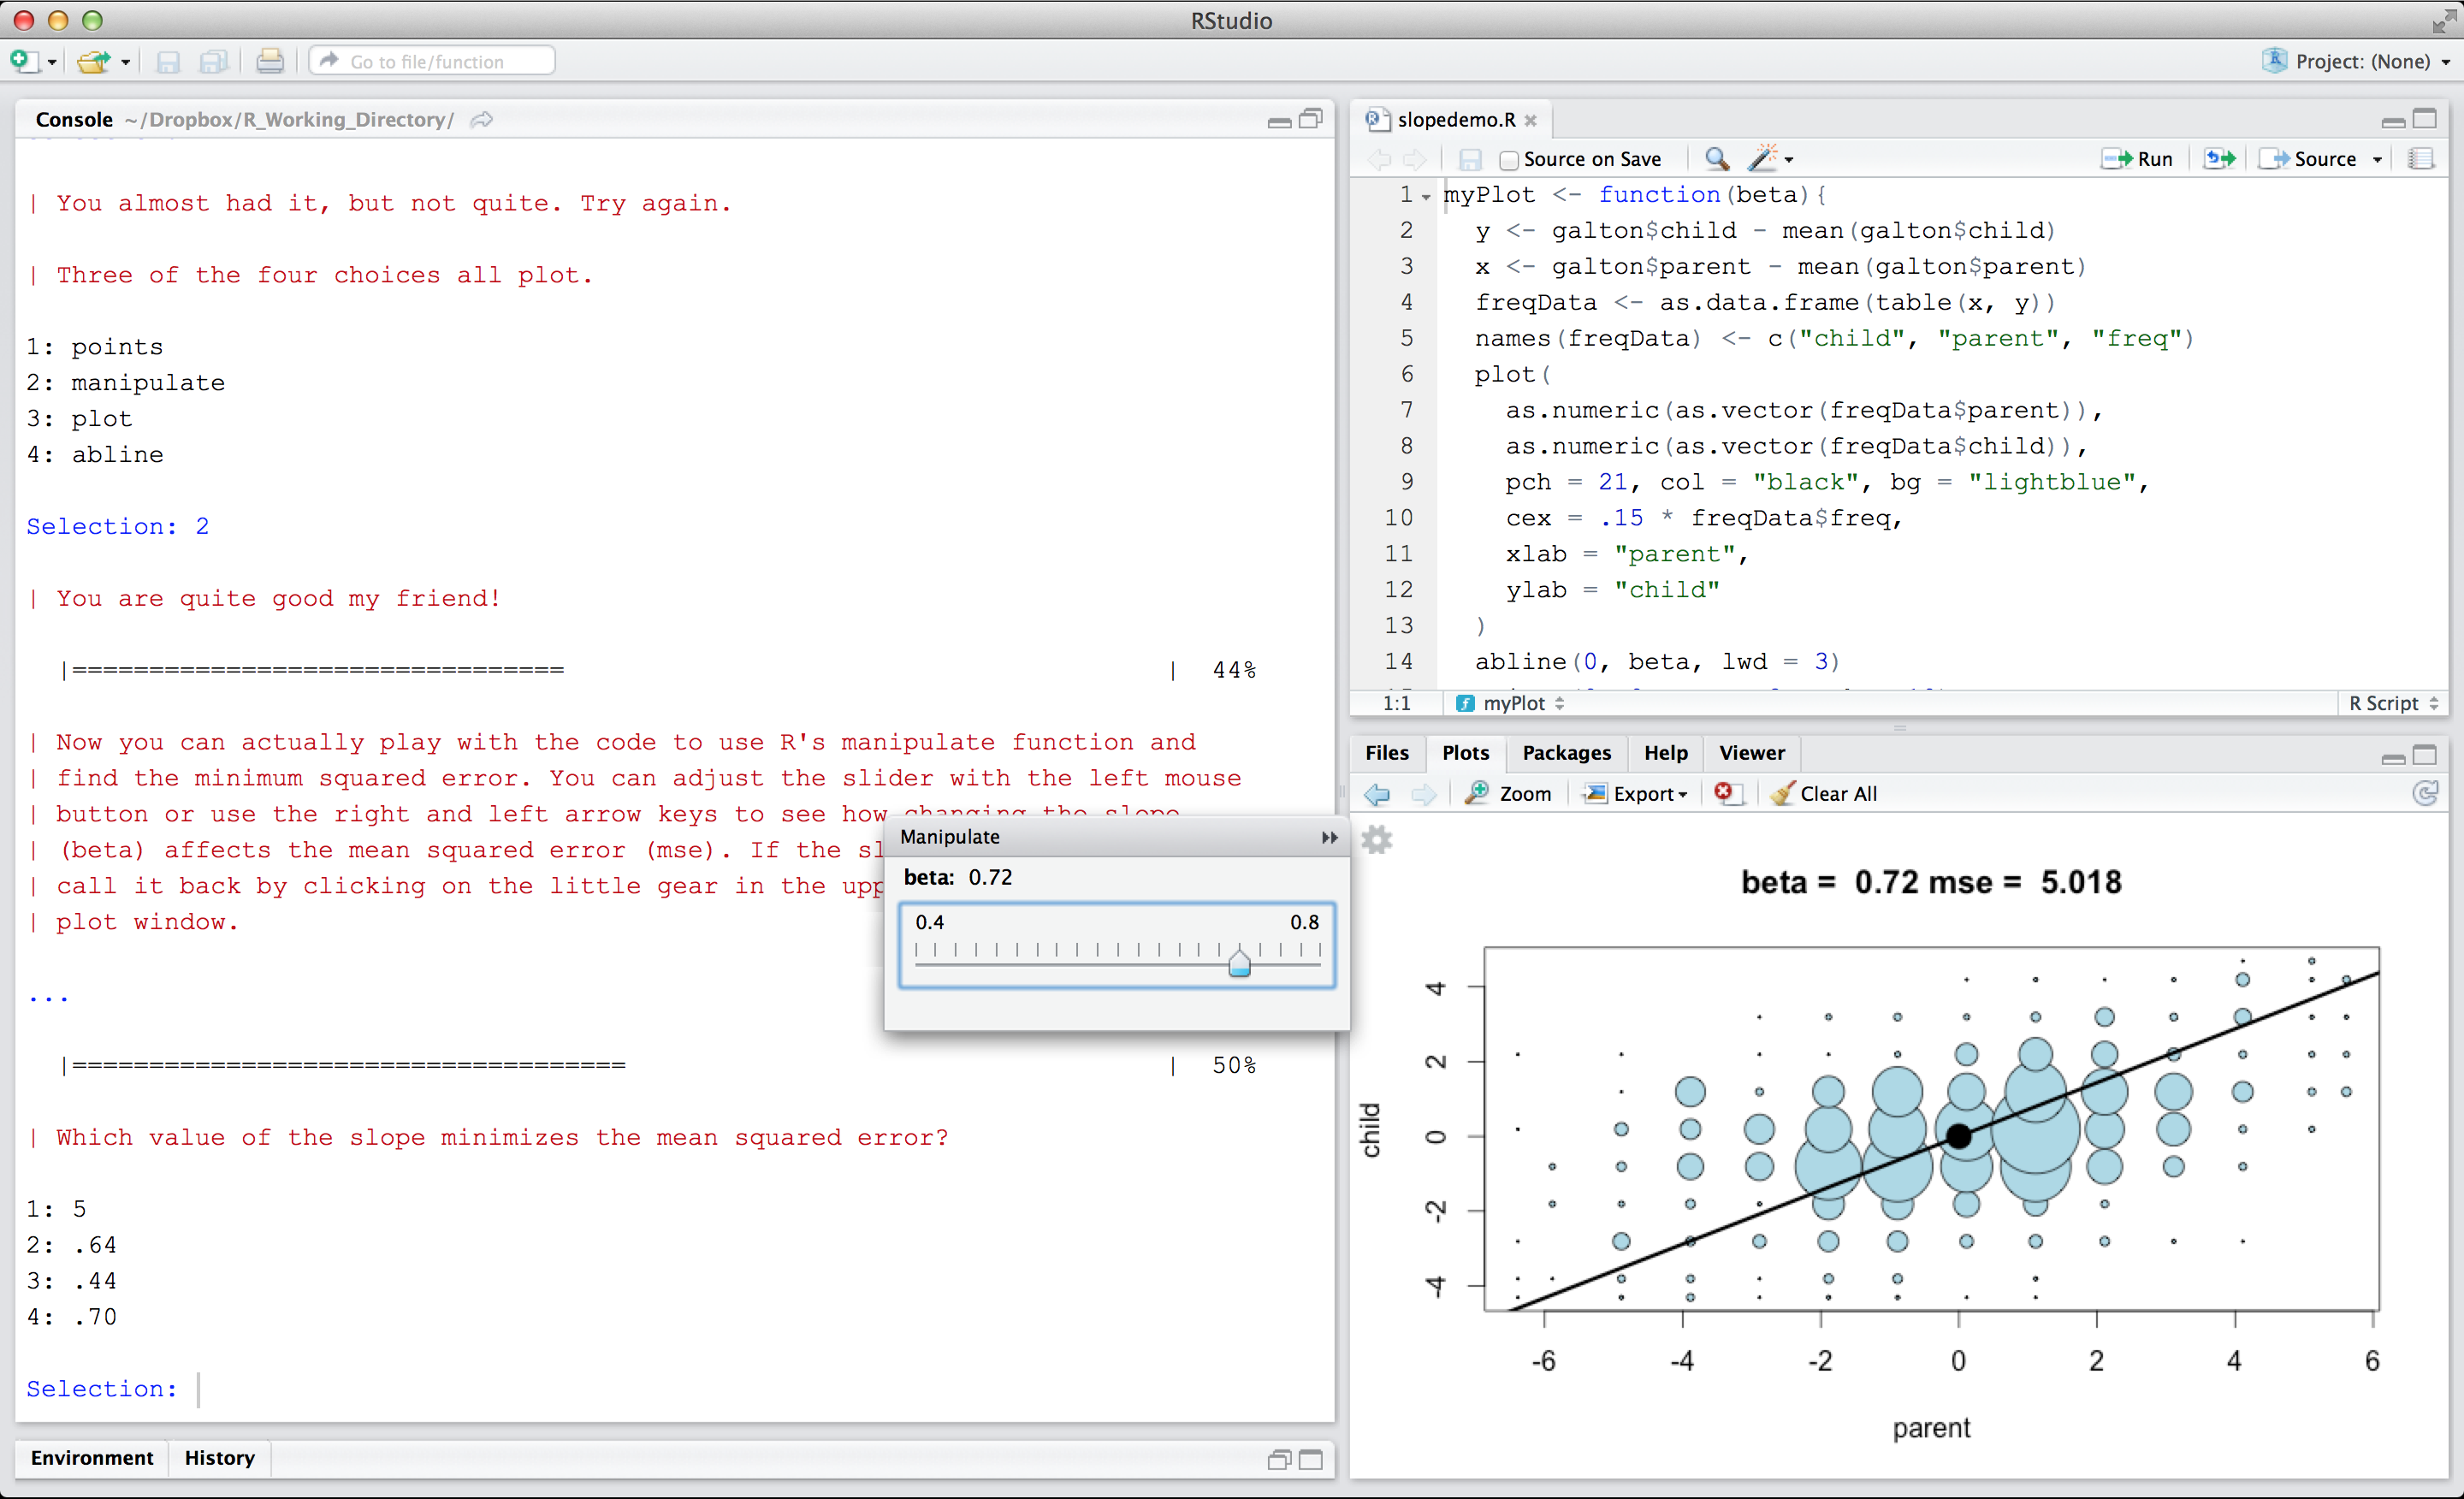 RStudio
Go to file/function
Project: (None)
Console ~/Dropbox/R_Working_Directory/
| You almost had it, but not quite. Try again.
| Three of the four choices all plot.
1: points
2: manipulate
3: plot
4: abline
Selection: 2
| You are quite good my friend!
|================================ | 44%
| Now you can actually play with the code to use R's manipulate function and
| find the minimum squared error. You can adjust the slider with the left mouse
| button or use the right and left arrow keys to see how changing the slope
| (beta) affects the mean squared error (mse). If the sl
| call it back by clicking on the little gear in the upp
| plot window.
...
|==================================== | 50%
| Which value of the slope minimizes the mean squared error?
1: 5
2: .64
3: .44
4: .70
Selection:
Environment
History
Manipulate
beta: 0.72
0.4 0.8
slopedemo.R
Source on Save
Run
Source
1 myPlot <- function(beta){
2 y <- galton$child - mean(galton$child)
3 x <- galton$parent - mean(galton$parent)
4 freqData <- as.data.frame(table(x, y))
5 names(freqData) <- c("child", "parent", "freq")
6 plot(
7 as.numeric(as.vector(freqData$parent)),
8 as.numeric(as.vector(freqData$child)),
9 pch = 21, col = "black", bg = "lightblue",
10 cex = .15 * freqData$freq,
11 xlab = "parent",
12 ylab = "child"
13 )
14 abline(0, beta, lwd = 3)
1:1 myPlot R Script
Files Plots Packages Help Viewer
Zoom Export Clear All
beta = 0.72 mse = 5.018
child
4
2
0
-2
-4
-6 -4 -2 0 2 4 6
parent